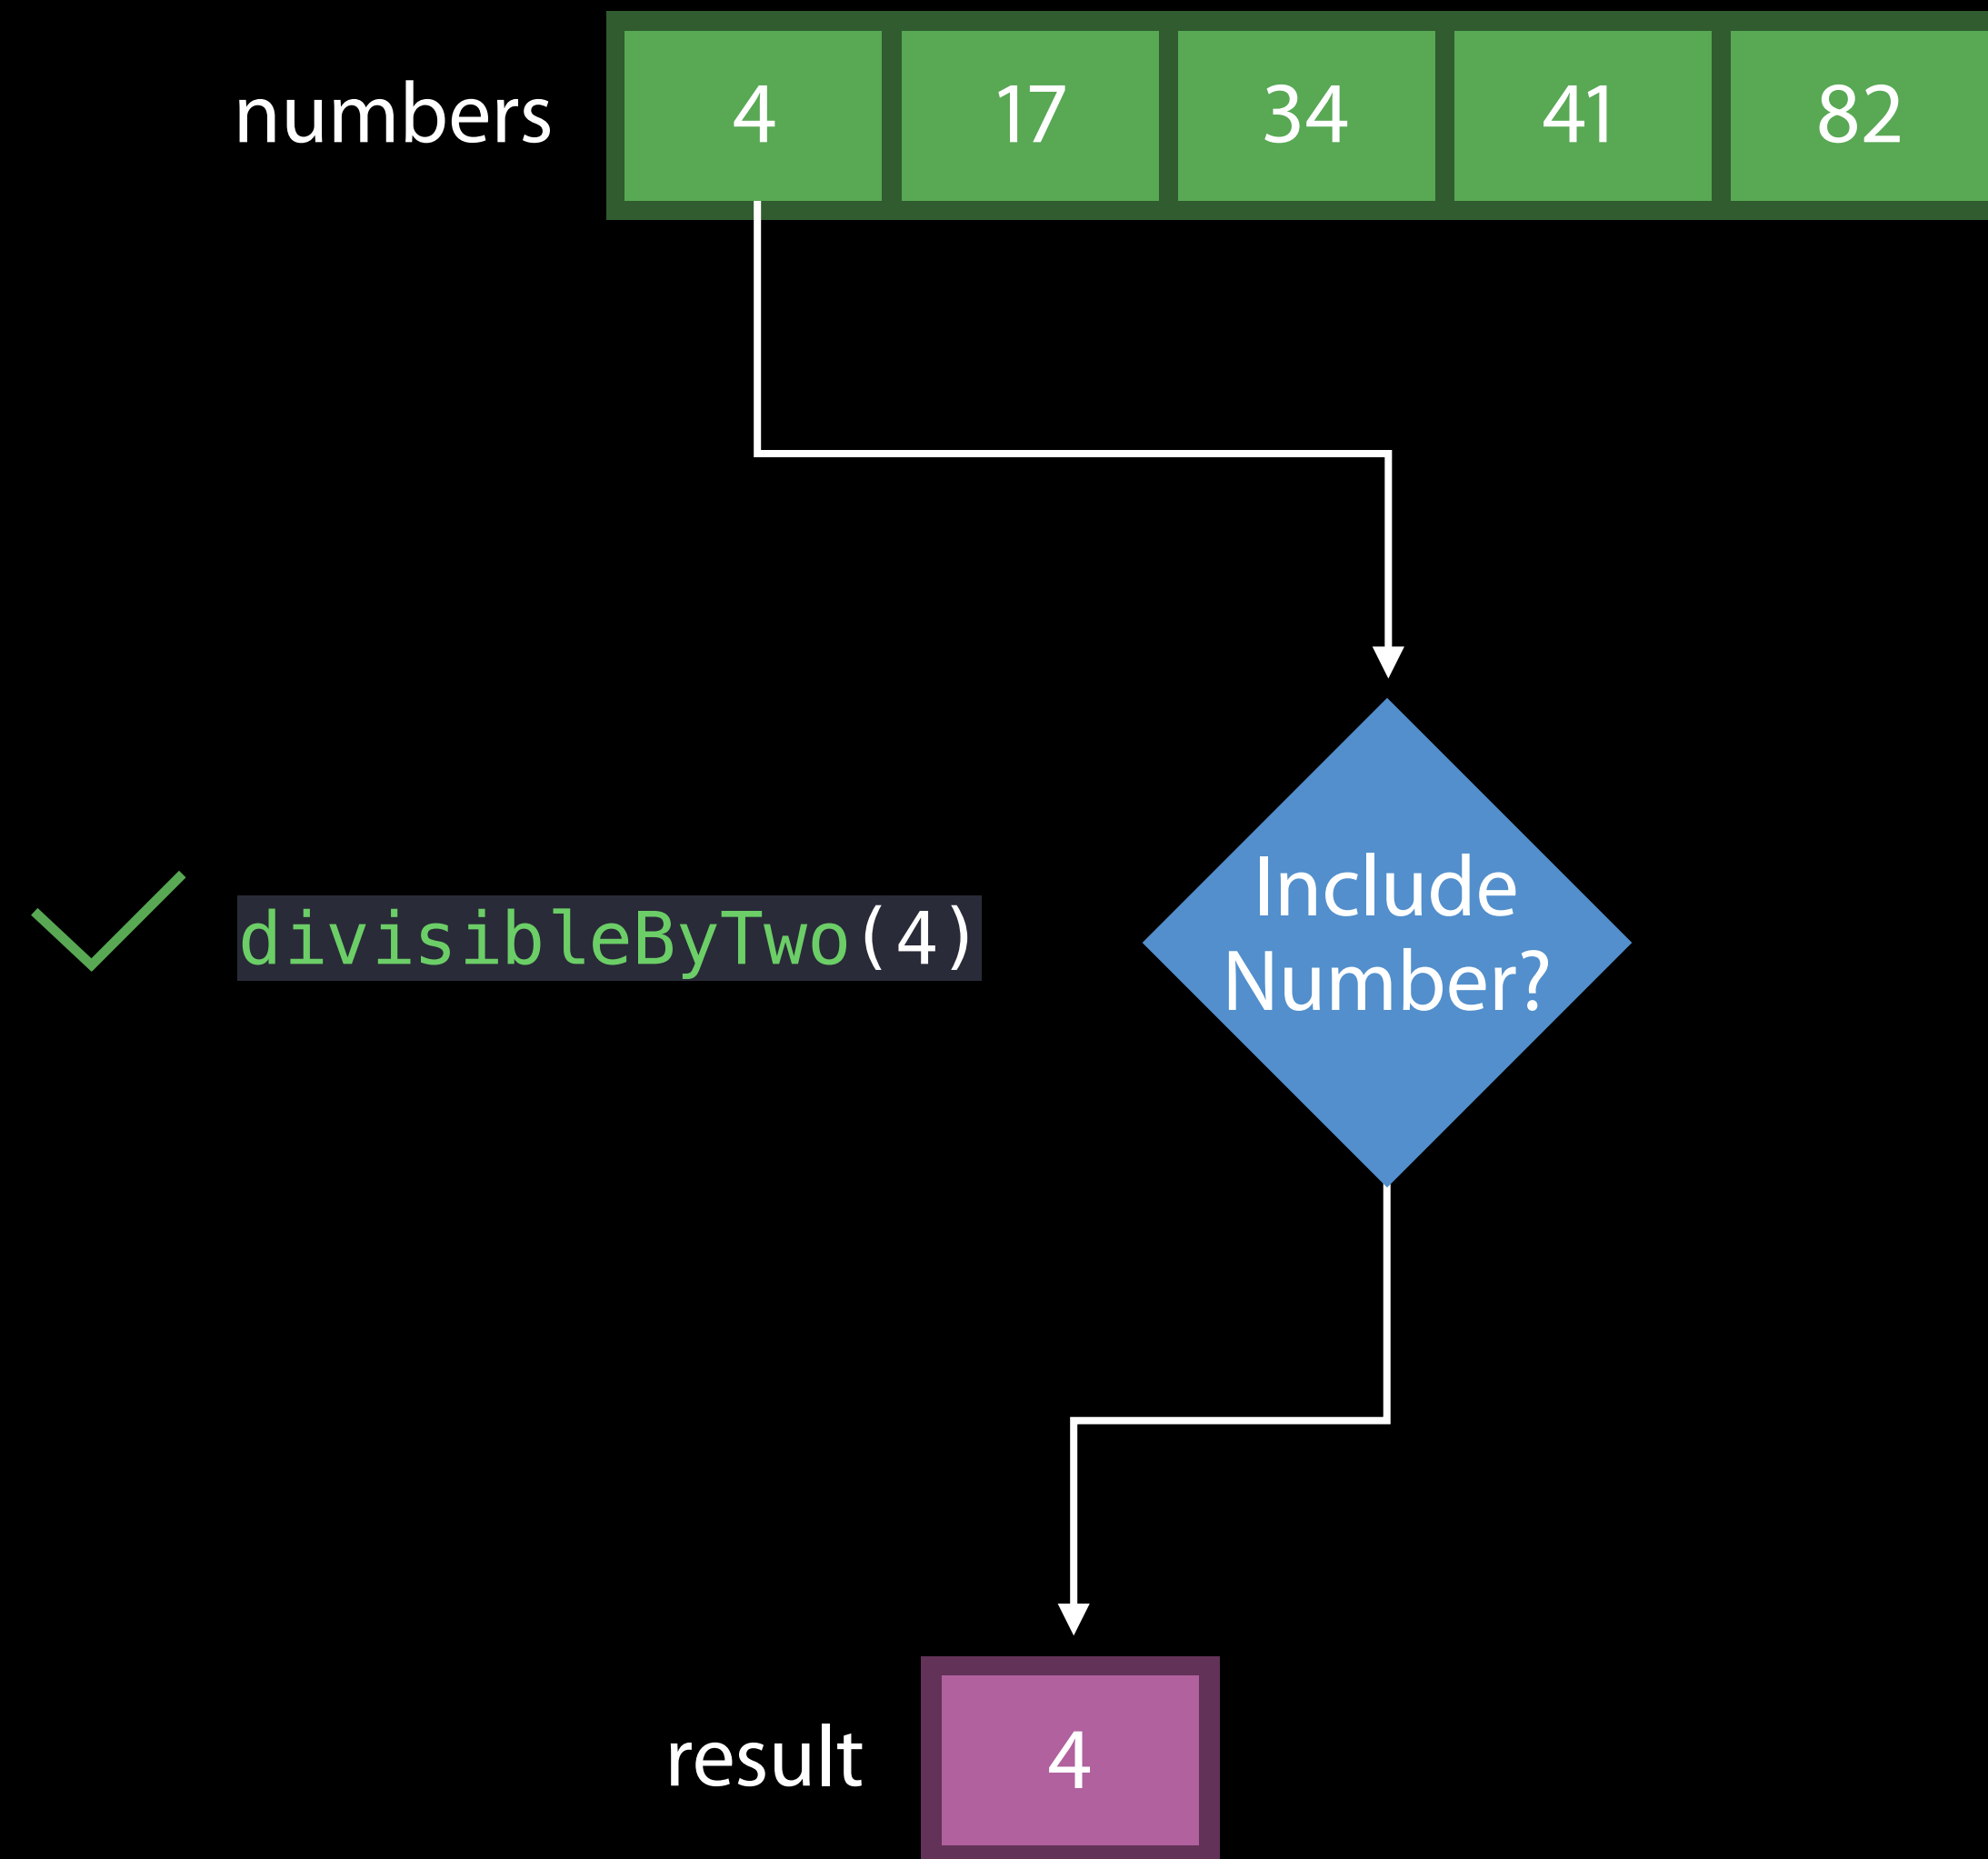 numbers 4 17 34 41 82
divisibleByTwo(4)
Include
Number?
result 4